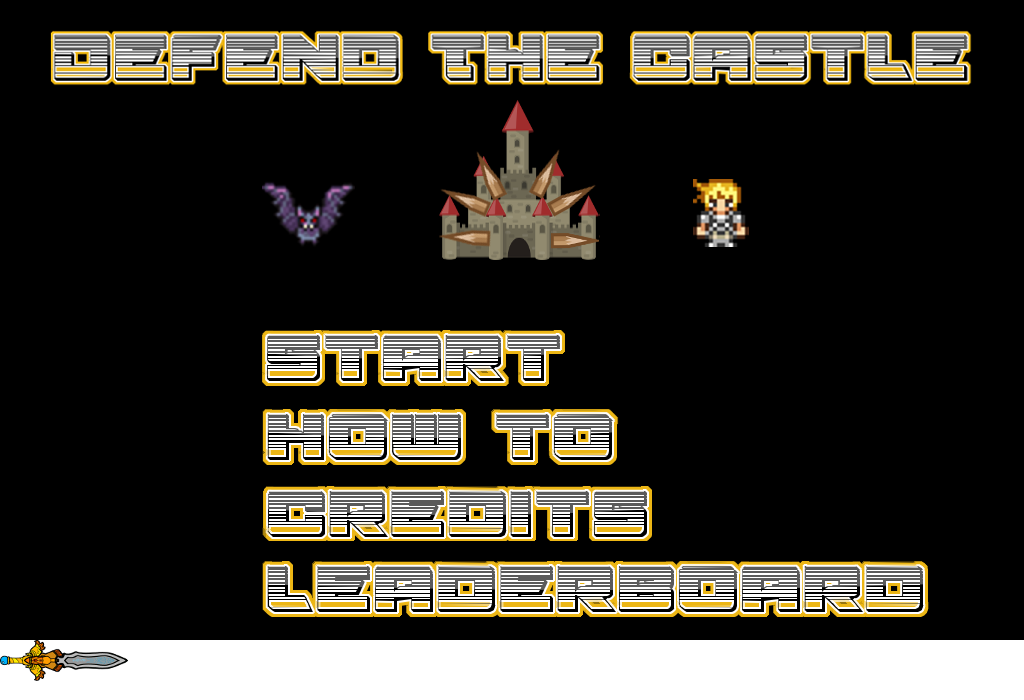 DEFEND THE CASTLE
START
HOW TO
CREDITS
LEADERBOARD